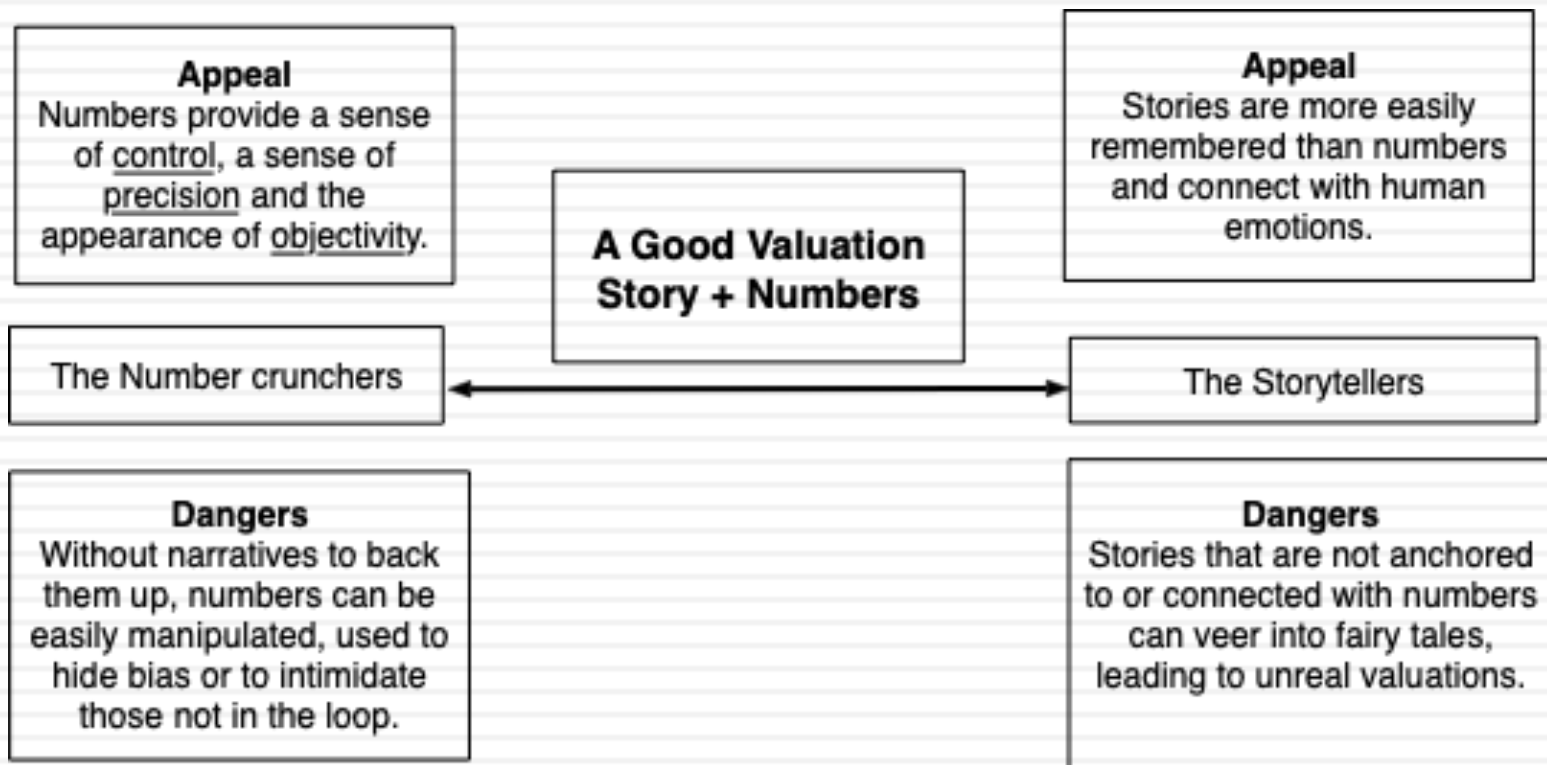 Appeal
Numbers provide a sense
of control, a sense of
precision and the
appearance of objectivity.
A Good Valuation
Story + Numbers
Appeal
Stories are more easily
remembered than numbers
and connect with human
emotions.
The Number crunchers
The Storytellers
Dangers
Without narratives to back
them up, numbers can be
easily manipulated, used to
hide bias or to intimidate
those not in the loop.
Dangers
Stories that are not anchored
to or connected with numbers
can veer into fairy tales,
leading to unreal valuations.